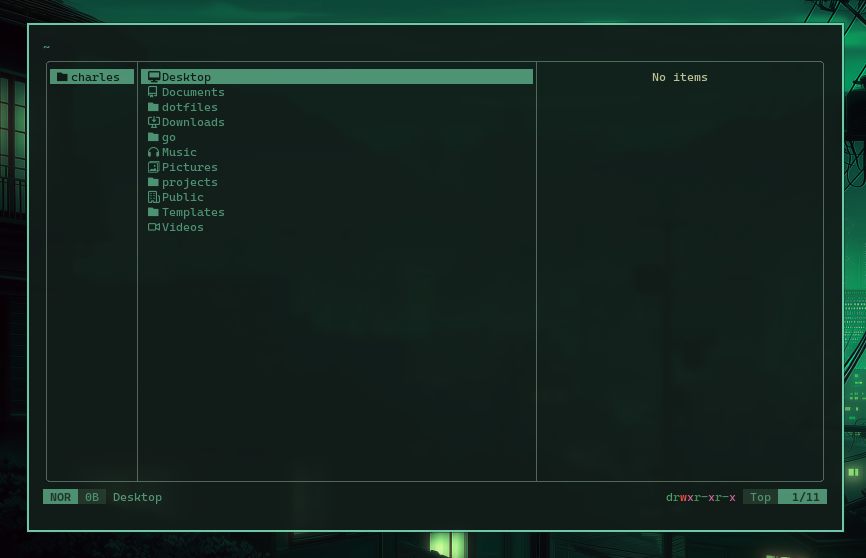 ~
charles
Desktop
Documents
dotfiles
Downloads
go
Music
Pictures
projects
Public
Templates
Videos
No items
NOR 0B Desktop drwxr-xr-x Top 1/11